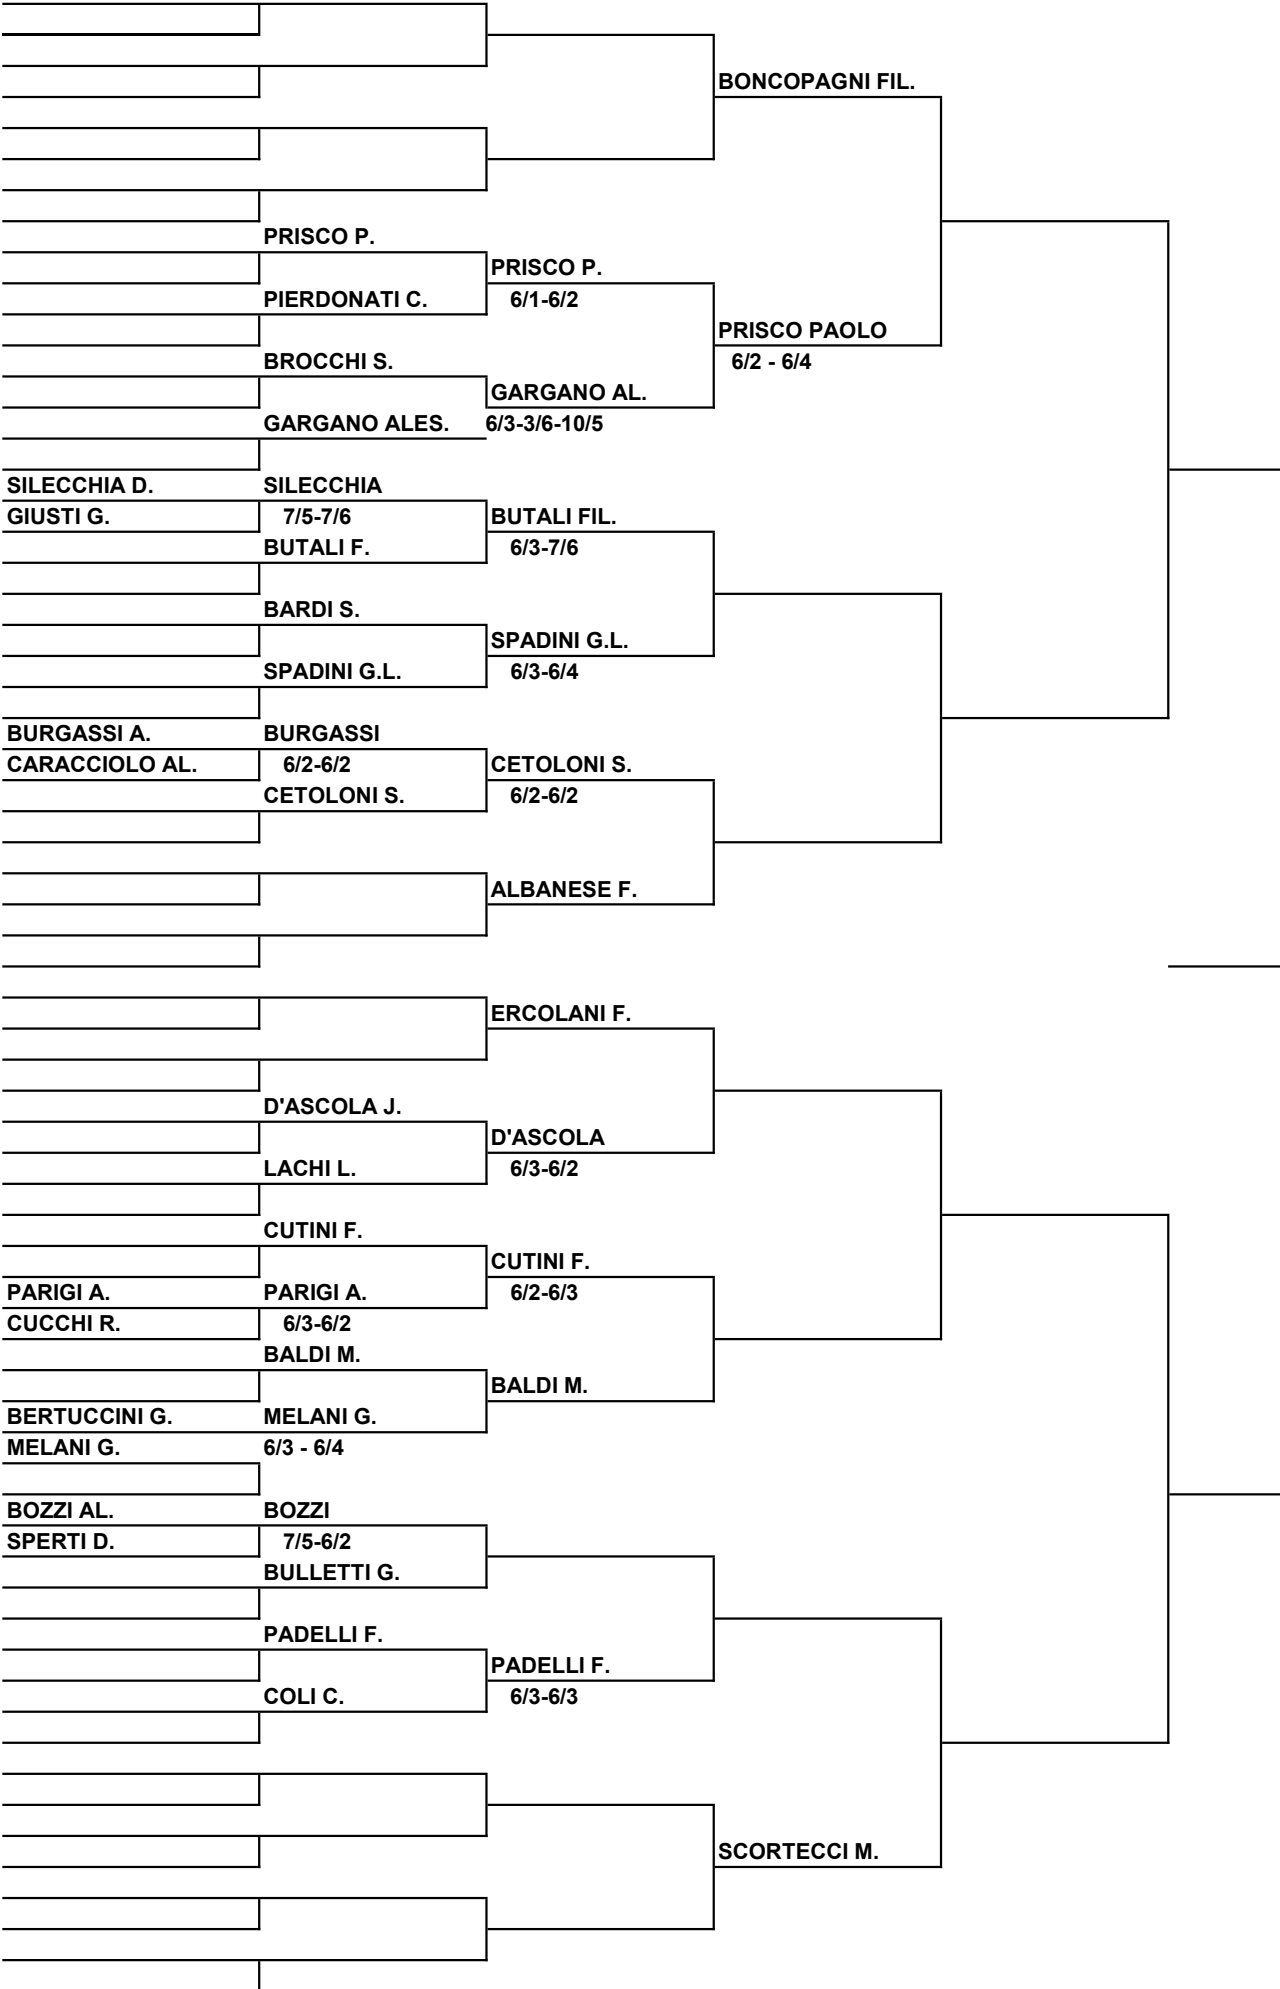 BONCOPAGNI FIL.
PRISCO P.
PRISCO P.
PIERDONATI C.
6/1-6/2
PRISCO PAOLO
BROCCHI S.
6/2 - 6/4
GARGANO AL.
GARGANO ALES.
6/3-3/6-10/5
SILECCHIA D.
SILECCHIA
GIUSTI G.
7/5-7/6
BUTALI FIL.
BUTALI F.
6/3-7/6
BARDI S.
SPADINI G.L.
SPADINI G.L.
6/3-6/4
BURGASSI A.
BURGASSI
CARACCIOLO AL.
6/2-6/2
CETOLONI S.
CETOLONI S.
6/2-6/2
ALBANESE F.
ERCOLANI F.
D'ASCOLA J.
D'ASCOLA
LACHI L.
6/3-6/2
CUTINI F.
CUTINI F.
PARIGI A.
PARIGI A.
6/2-6/3
CUCCHI R.
6/3-6/2
BALDI M.
BALDI M.
BERTUCCINI G.
MELANI G.
MELANI G.
6/3 - 6/4
BOZZI AL.
BOZZI
SPERTI D.
7/5-6/2
BULLETTI G.
PADELLI F.
PADELLI F.
COLI C.
6/3-6/3
SCORTECCI M.